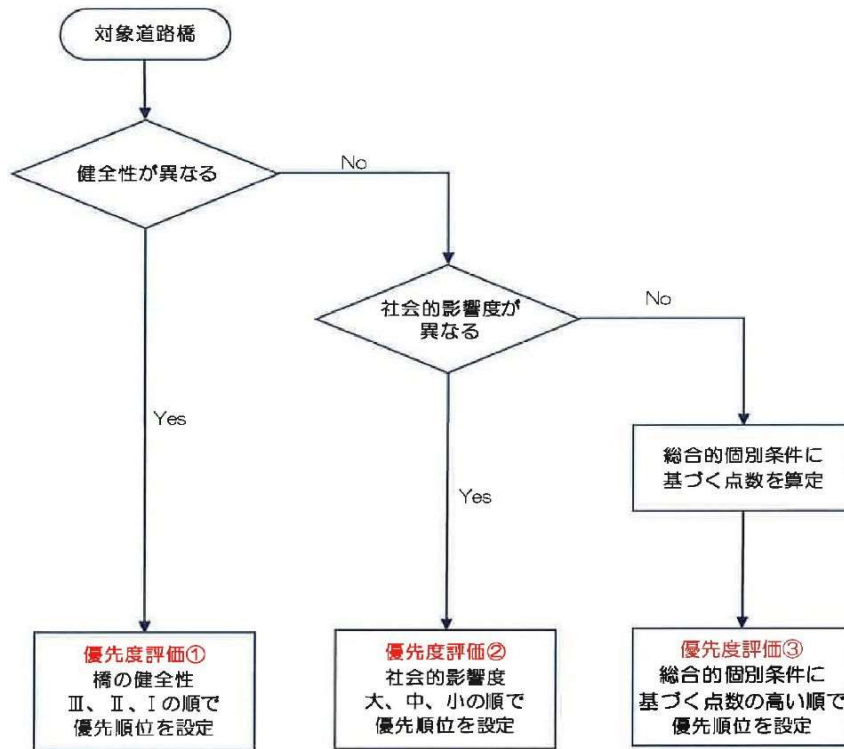 対象道路橋
健全性が異なる
No
社会的影響度が
異なる
No
Yes
総合的個別条件に
基づく点数を算定
Yes
優先度評価①
橋の健全性
Ⅲ、Ⅱ、Ⅰの順で
優先順位を設定
優先度評価②
社会的影響度
大、中、小の順で
優先順位を設定
優先度評価③
総合的個別条件に
基づく点数の高い順で
優先順位を設定